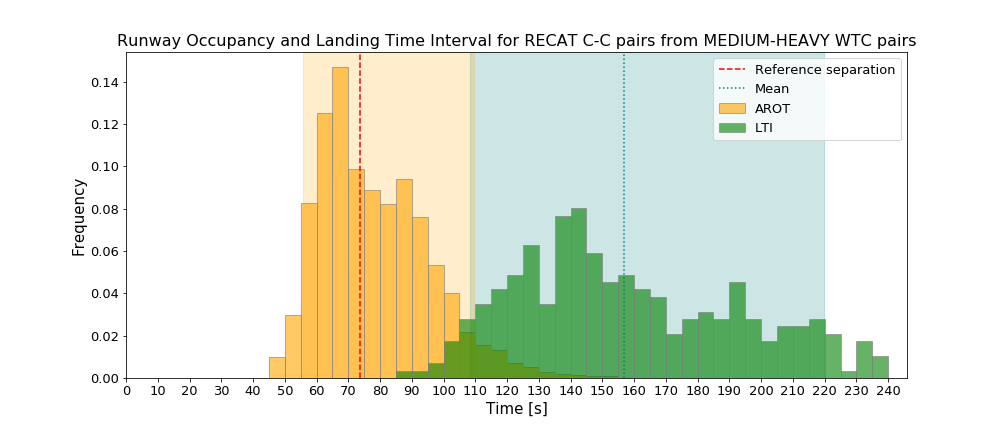 Runway Occupancy and Landing Time Interval for RECAT C-C pairs from MEDIUM-HEAVY WTC pairs
Reference separation
Mean
AROT
LTI
Frequency
0.14
0.12
0.10
0.08
0.06
0.04
0.02
0.00
0 10 20 30 40 50 60 70 80 90 100 110 120 130 140 150 160 170 180 190 200 210 220 230 240
Time [s]